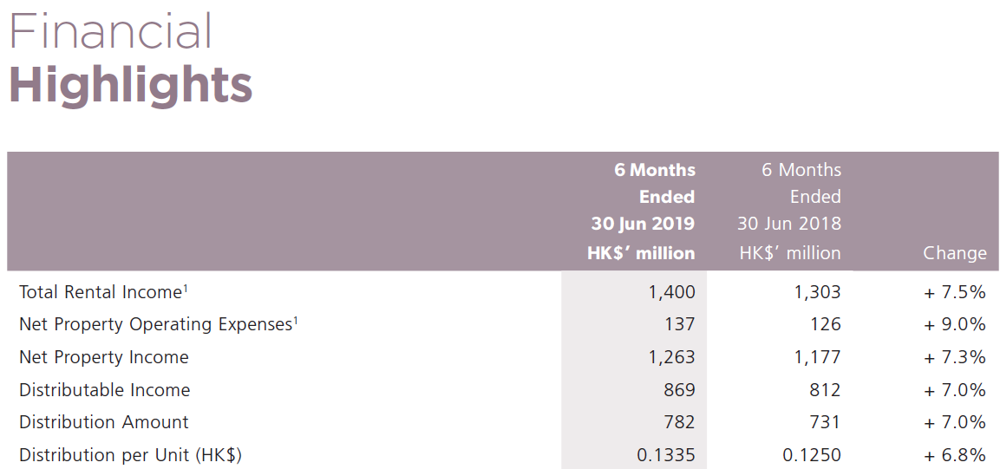 Financial
Highlights
6 Months 6 Months
Ended Ended
30 Jun 2019 30 Jun 2018
HK$’ million HK$’ million Change
Total Rental Income¹ 1,400 1,303 + 7.5%
Net Property Operating Expenses¹ 137 126 + 9.0%
Net Property Income 1,263 1,177 + 7.3%
Distributable Income 869 812 + 7.0%
Distribution Amount 782 731 + 7.0%
Distribution per Unit (HK$) 0.1335 0.1250 + 6.8%